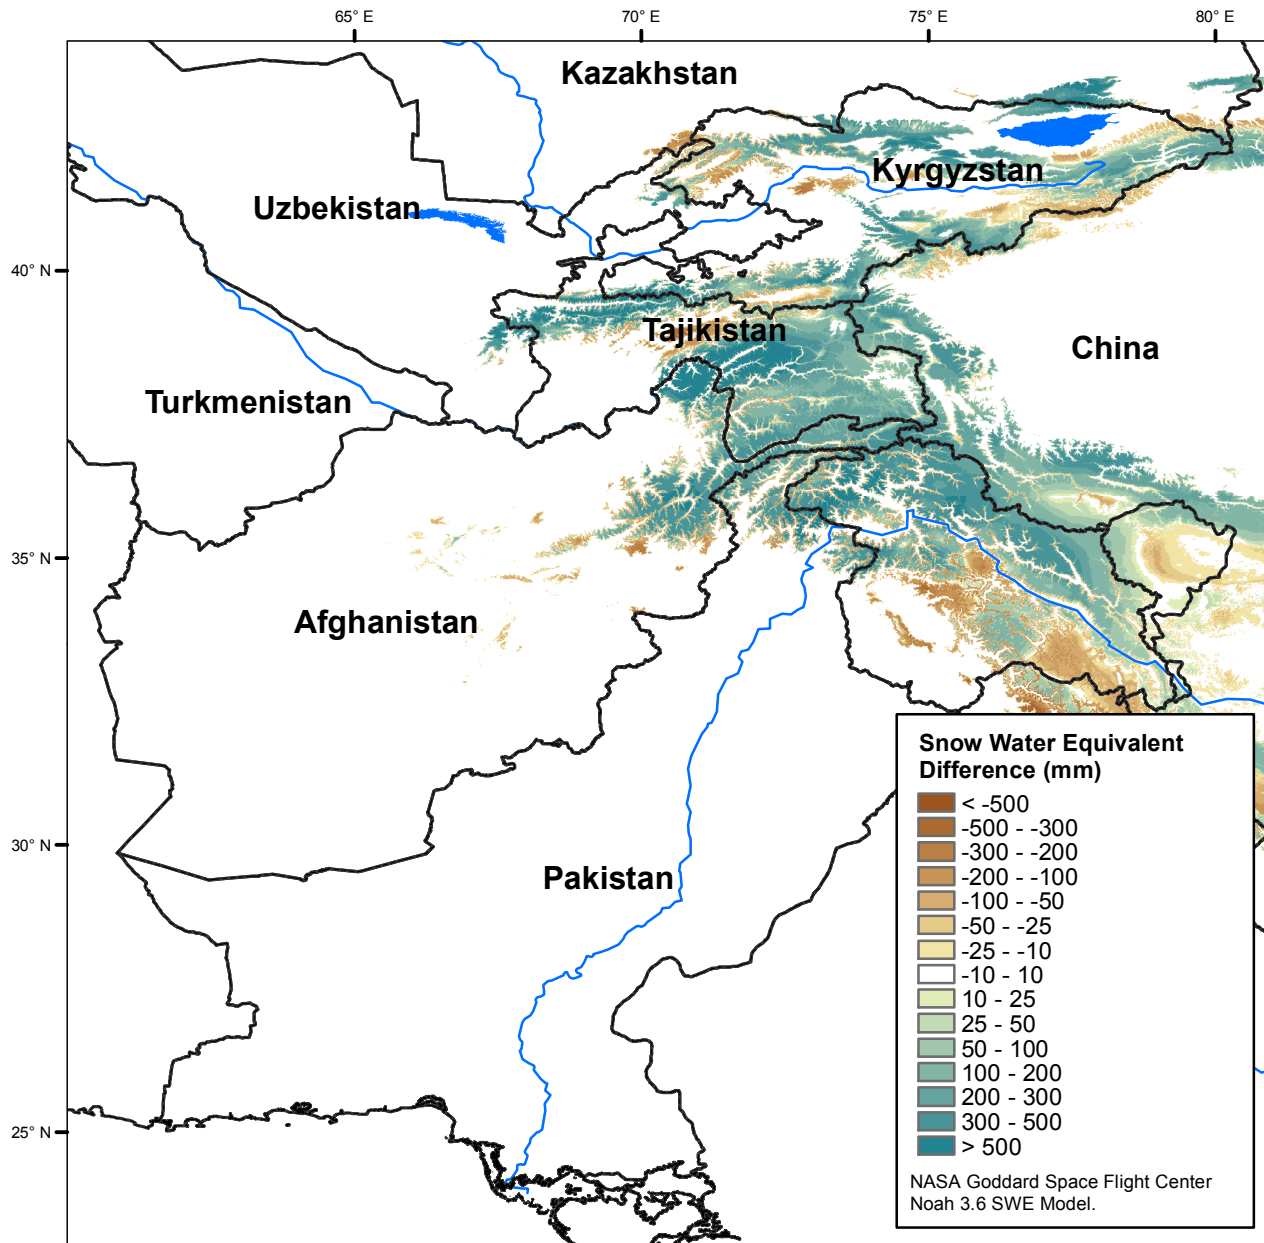 65° E 70° E 75° E 80° E
Kazakhstan
Kyrgyzstan
Uzbekistan
40° N
Tajikistan
China
Turkmenistan
35° N
Afghanistan
Snow Water Equivalent
Difference (mm)
< -500
-500 - -300
-300 - -200
-200 - -100
-100 - -50
-50 - -25
-25 - -10
-10 - 10
10 - 25
25 - 50
50 - 100
100 - 200
200 - 300
300 - 500
> 500
NASA Goddard Space Flight Center
Noah 3.6 SWE Model.
30° N
Pakistan
25° N